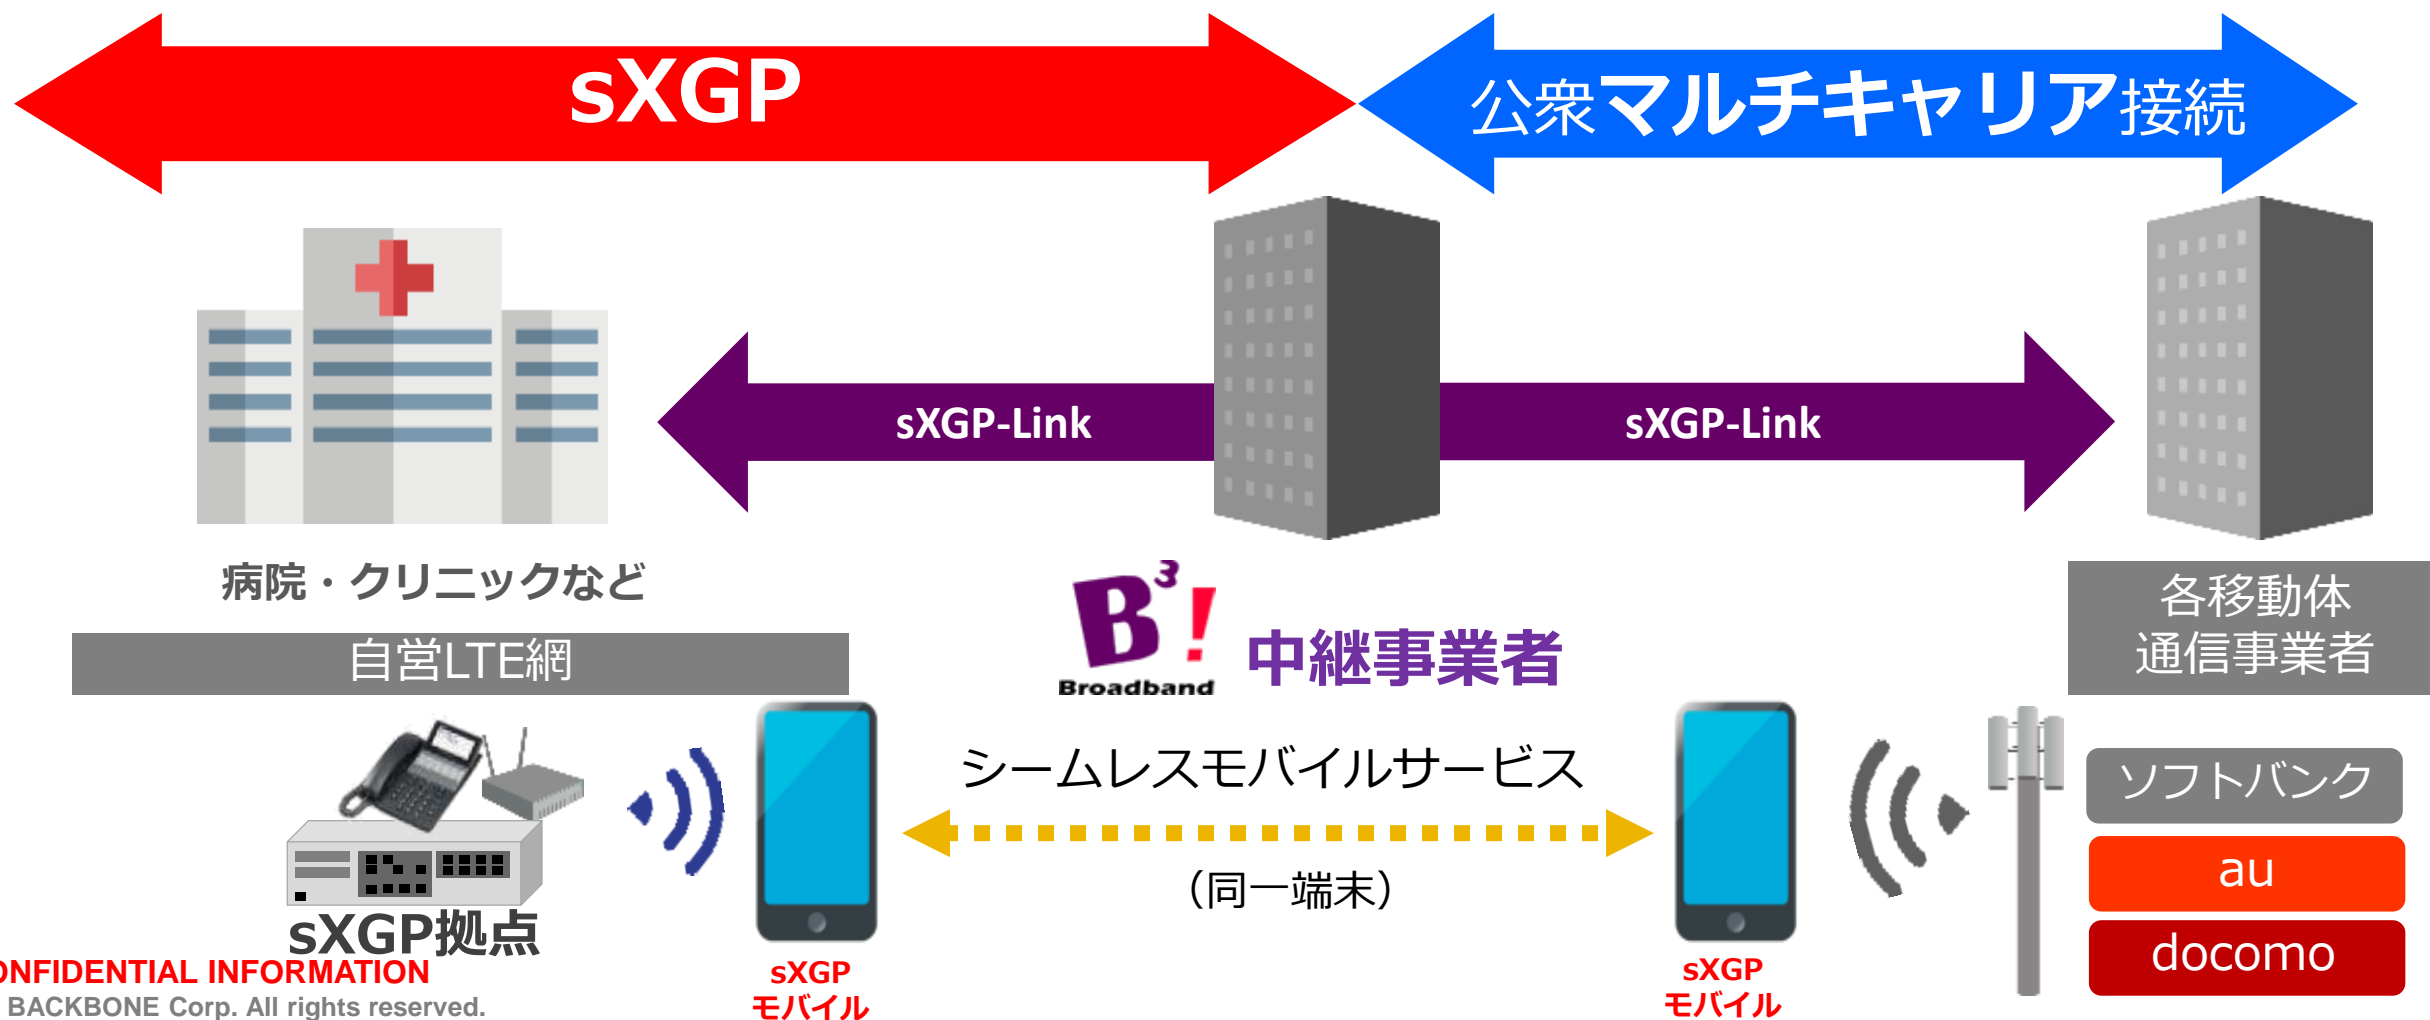 sXGP
公衆マルチキャリア接続
sXGP-Link
sXGP-Link
病院・クリニックなど
自営LTE網
B³!
Broadband
中継事業者
各移動体
通信事業者
シームレスモバイルサービス
(同一端末)
ソフトバンク
au
docomo
sXGP拠点
sXGP
モバイル
sXGP
モバイル
ONFIDENTIAL INFORMATION
BACKBONE Corp. All rights reserved.